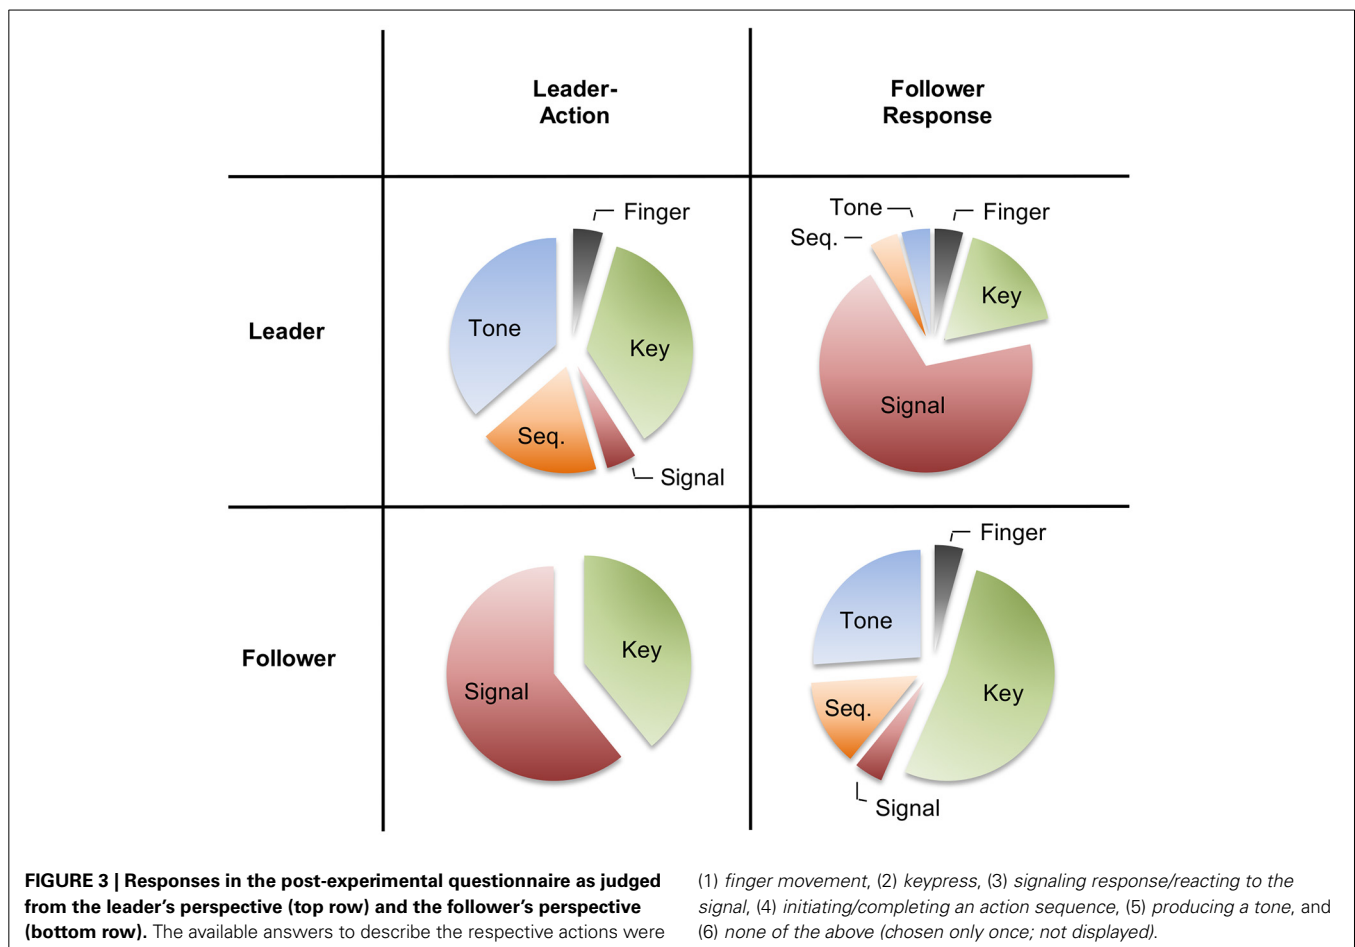 Leader-
Action
Follower
Response
Leader
Finger
Tone
Key
Seq.
Signal
Tone
Finger
Seq.
Key
Signal
Follower
Signal
Key
Finger
Tone
Key
Seq.
Signal
FIGURE 3 | Responses in the post-experimental questionnaire as judged
from the leader's perspective (top row) and the follower's perspective
(bottom row). The available answers to describe the respective actions were
(1) finger movement, (2) keypress, (3) signaling response/reacting to the
signal, (4) initiating/completing an action sequence, (5) producing a tone, and
(6) none of the above (chosen only once; not displayed).